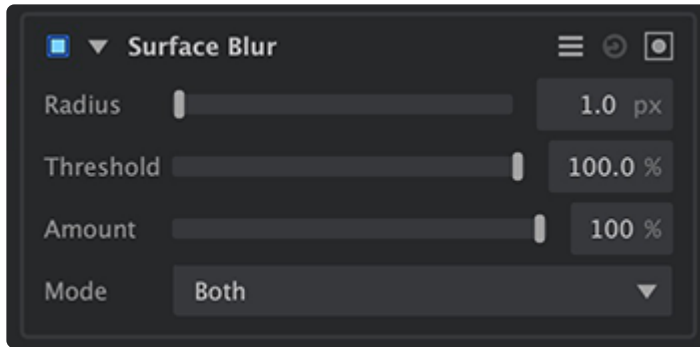 Surface Blur
Radius 1.0 px
Threshold 100.0 %
Amount 100 %
Mode Both